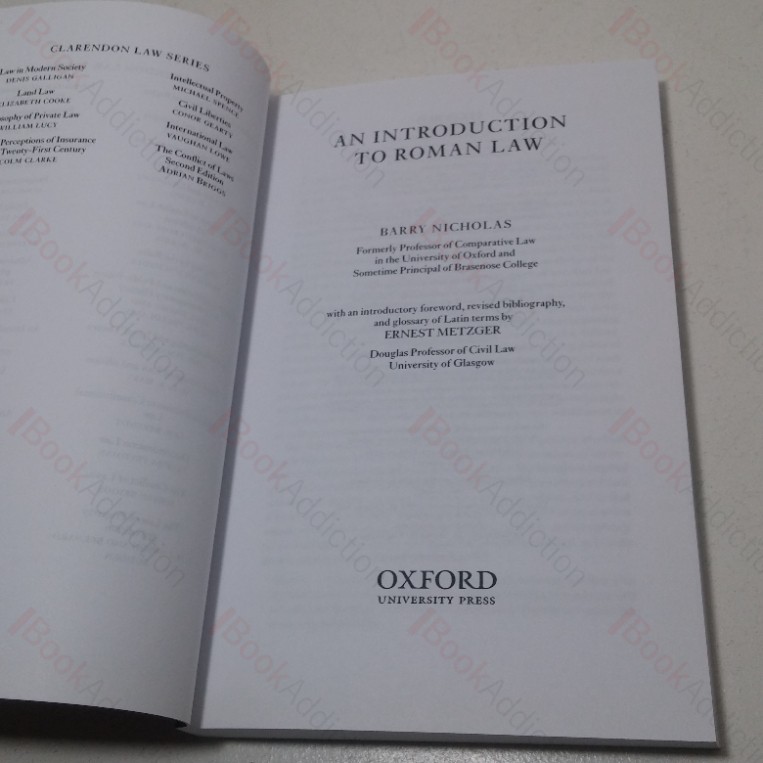 CLARENDON LAW SERIES
Law in Modern Society
DENIS GALLIGAN
Land Law
ELIZABETH COOKE
of Private Law
WILLIAM LUCY
Perceptions of Insurance
Twenty-First Century
CLARKE
Intellectual Property
MICHAEL SPENCE
Civil Liberties
CONOR GEARTY
International Law
VAUGHAN LOWE
The Conflict of Laws
Second Edition
ADRIAN BRIGGS
AN INTRODUCTION
TO ROMAN LAW
BARRY NICHOLAS
Formerly Professor of Comparative Law
in the University of Oxford and
Sometime Principal of Brasenose College
with an introductory foreword, revised bibliography,
and glossary of Latin terms by
ERNEST METZGER
Douglas Professor of Civil Law
University of Glasgow
OXFORD
UNIVERSITY PRESS
BookAddiction